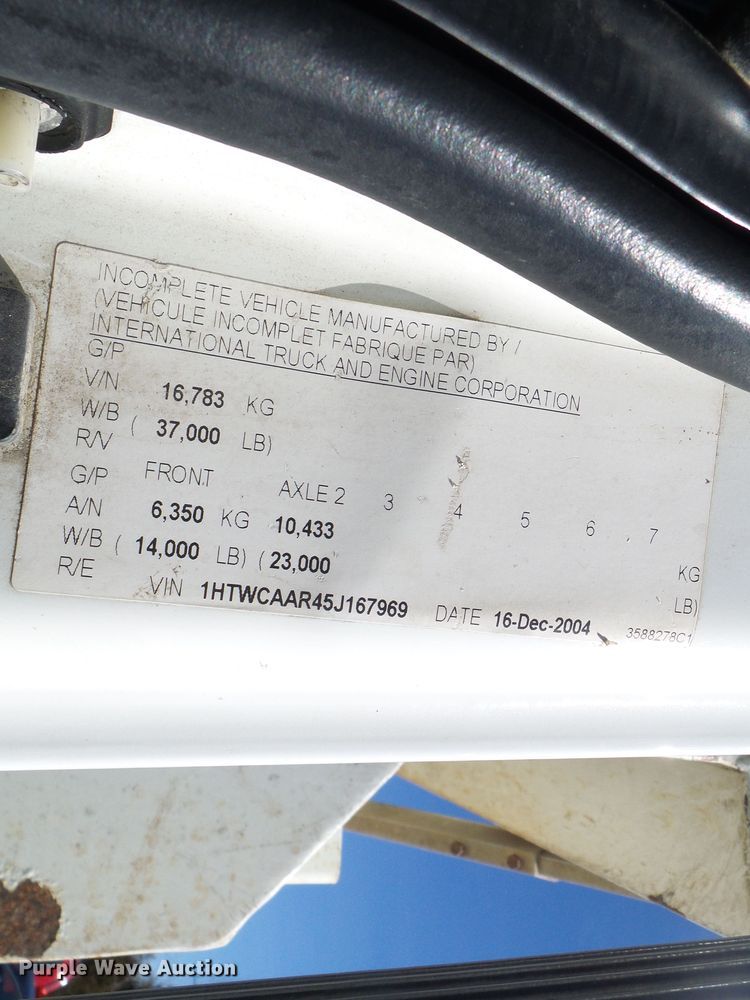 INCOMPLETE VEHICLE MANUFACTURED BY /
(VEHICULE INCOMPLET FABRIQUE PAR)
INTERNATIONAL TRUCK AND ENGINE CORPORATION
G/P
V/N 16,783 KG
W/B ( 37,000 LB)
R/V
G/P FRONT AXLE 2 3 4 5 6 7
A/N 6,350 KG 10,433 KG
W/B ( 14,000 LB) ( 23,000 LB)
R/E
VIN 1HTWCAAR45J167969 DATE 16-Dec-2004 3588278C1
Purple Wave Auction